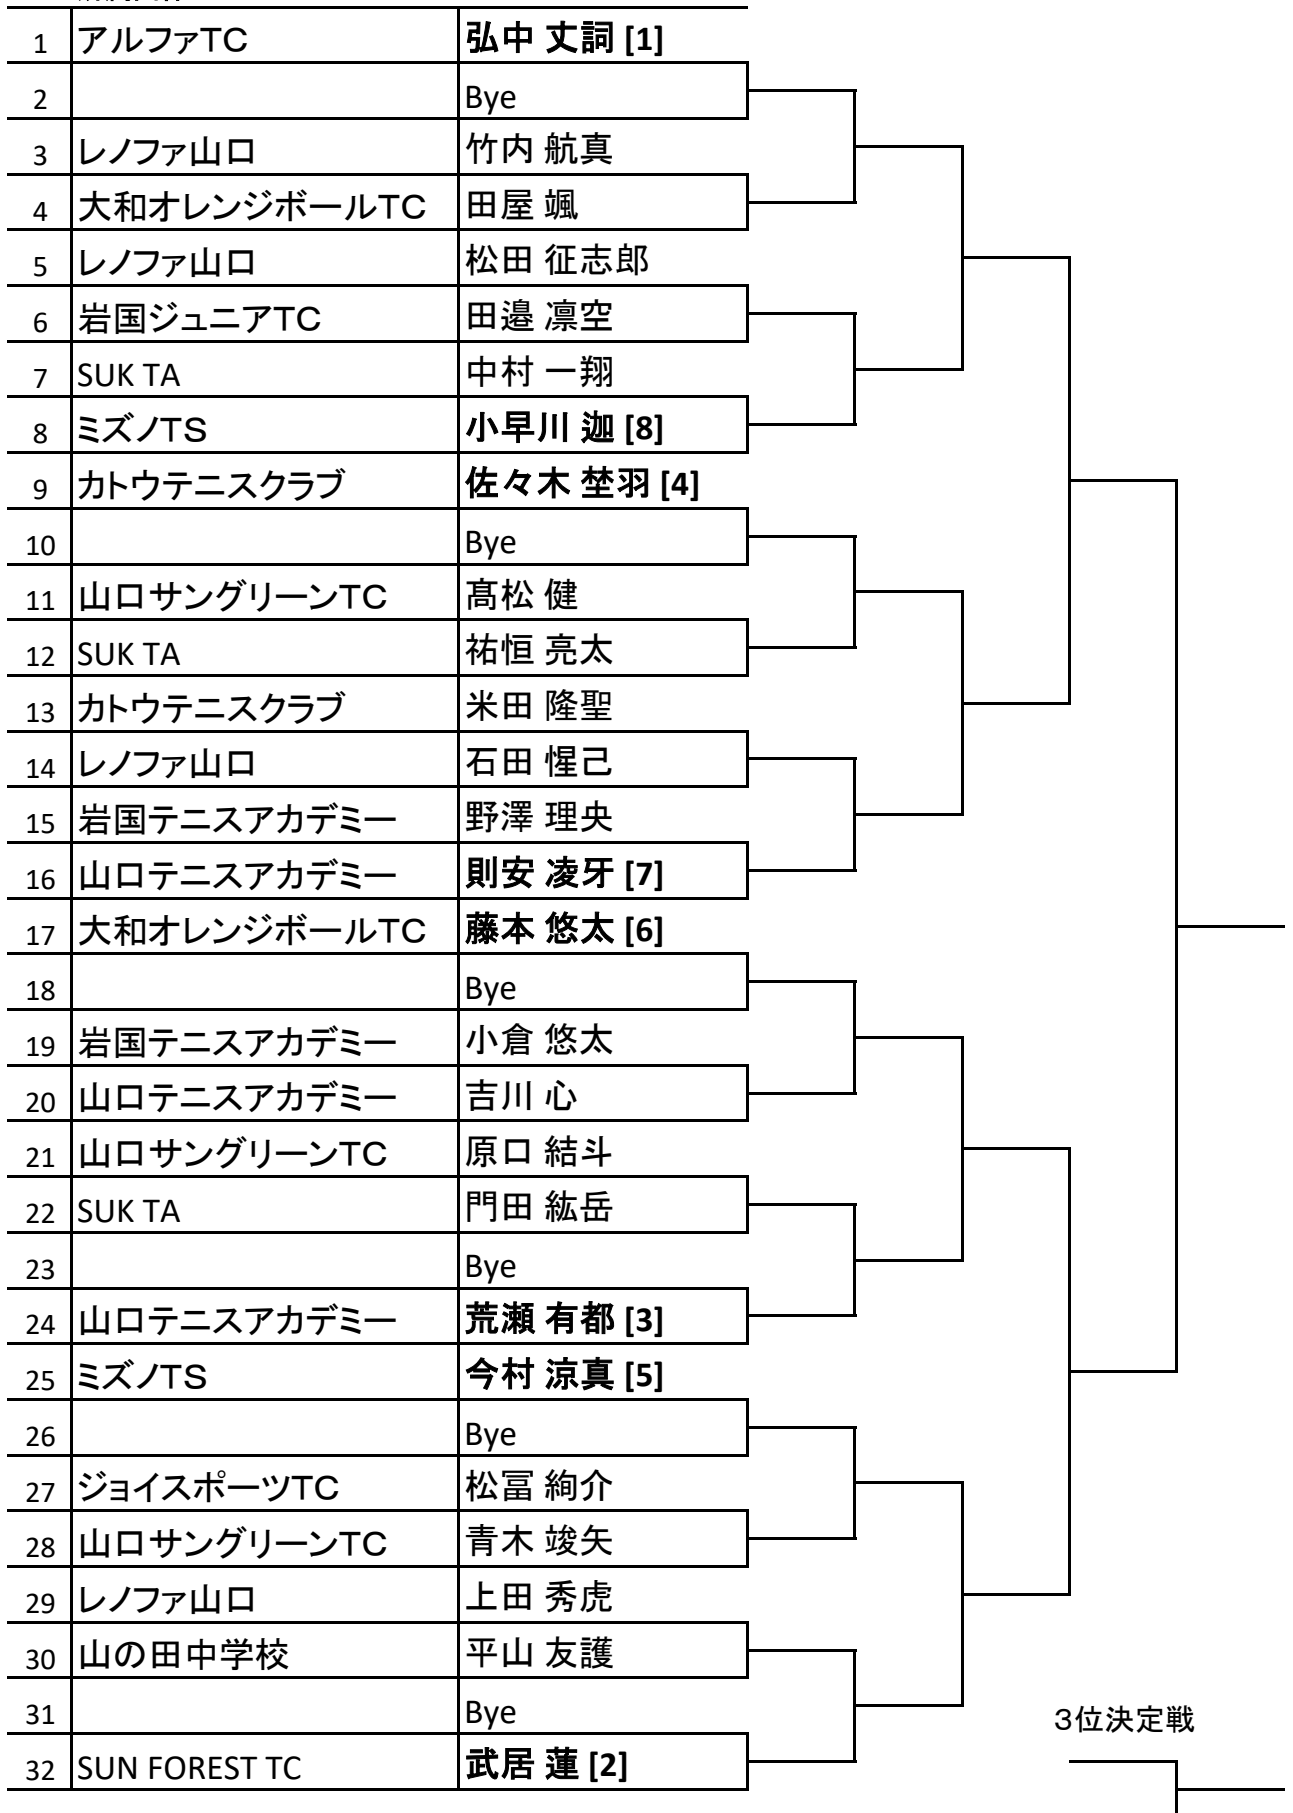 1 アルファTC 弘中 丈詞 [1]
2 Bye
3 レノファ山口 竹内 航真
4 大和オレンジボールTC 田屋 颯
5 レノファ山口 松田 征志郎
6 岩国ジュニアTC 田邉 凛空
7 SUK TA 中村 一翔
8 ミズノTS 小早川 迦 [8]
9 カトウテニスクラブ 佐々木 埜羽 [4]
10 Bye
11 山口サングリーンTC 髙松 健
12 SUK TA 祐恒 亮太
13 カトウテニスクラブ 米田 隆聖
14 レノファ山口 石田 惺己
15 岩国テニスアカデミー 野澤 理央
16 山口テニスアカデミー 則安 凌牙 [7]
17 大和オレンジボールTC 藤本 悠太 [6]
18 Bye
19 岩国テニスアカデミー 小倉 悠太
20 山口テニスアカデミー 吉川 心
21 山口サングリーンTC 原口 結斗
22 SUK TA 門田 紘岳
23 Bye
24 山口テニスアカデミー 荒瀬 有都 [3]
25 ミズノTS 今村 涼真 [5]
26 Bye
27 ジョイスポーツTC 松冨 絢介
28 山口サングリーンTC 青木 竣矢
29 レノファ山口 上田 秀虎
30 山の田中学校 平山 友護
31 Bye
3位決定戦
32 SUN FOREST TC 武居 蓮 [2]